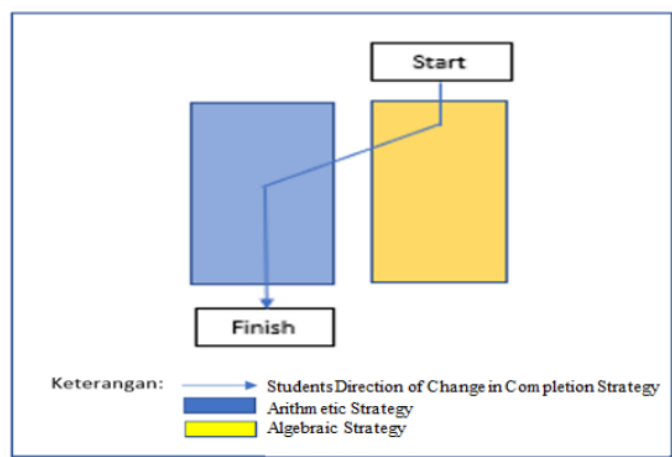 Start
Finish
Keterangan:
Students Direction of Change in Completion Strategy
Arithmetic Strategy
Algebraic Strategy